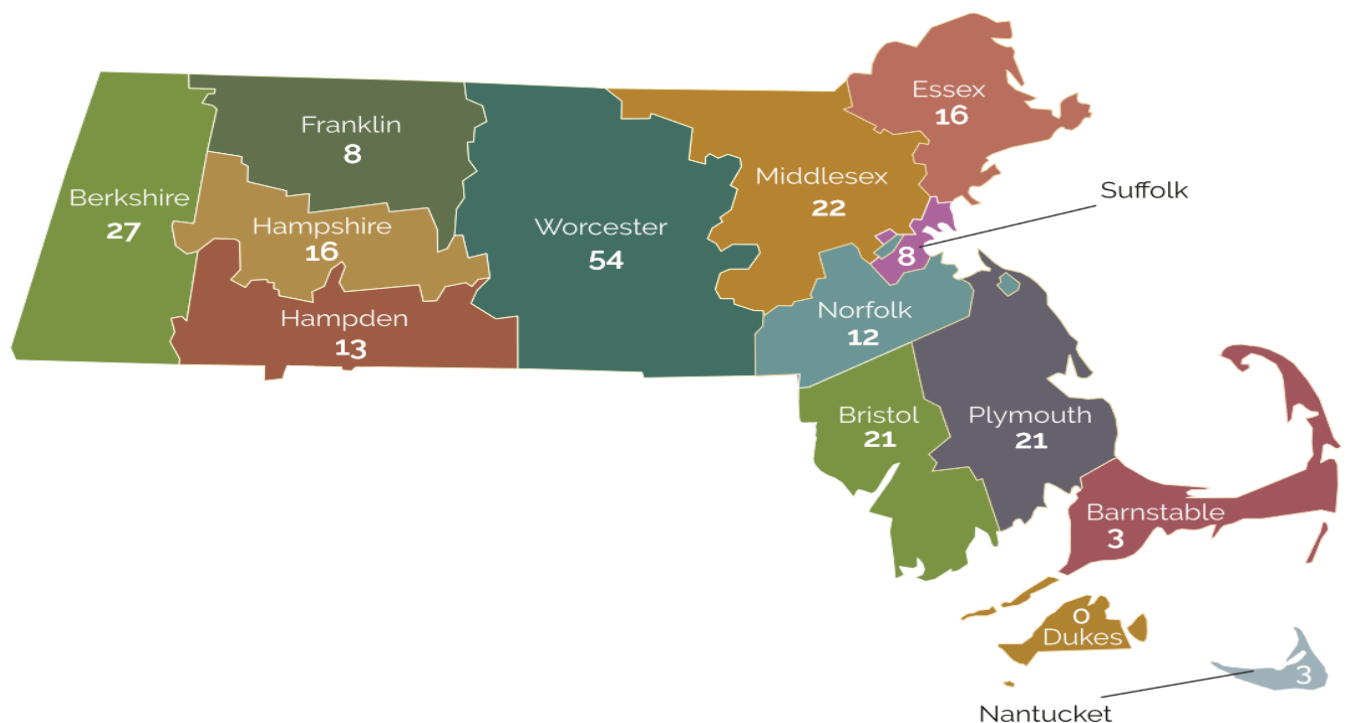 Essex
16
Franklin
8
Middlesex
22
Suffolk
8
Berkshire
27
Hampshire
16
Worcester
54
Hampden
13
Norfolk
12
Bristol
21
Plymouth
21
Barnstable
3
0
Dukes
3
Nantucket